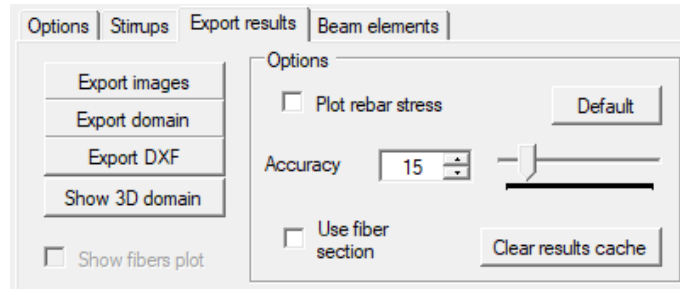 Options Stirrups Export results Beam elements
Options
Export images
Plot rebar stress Default
Export domain
Export DXF
Accuracy 15
Show 3D domain
Use fiber
section
Clear results cache
Show fibers plot